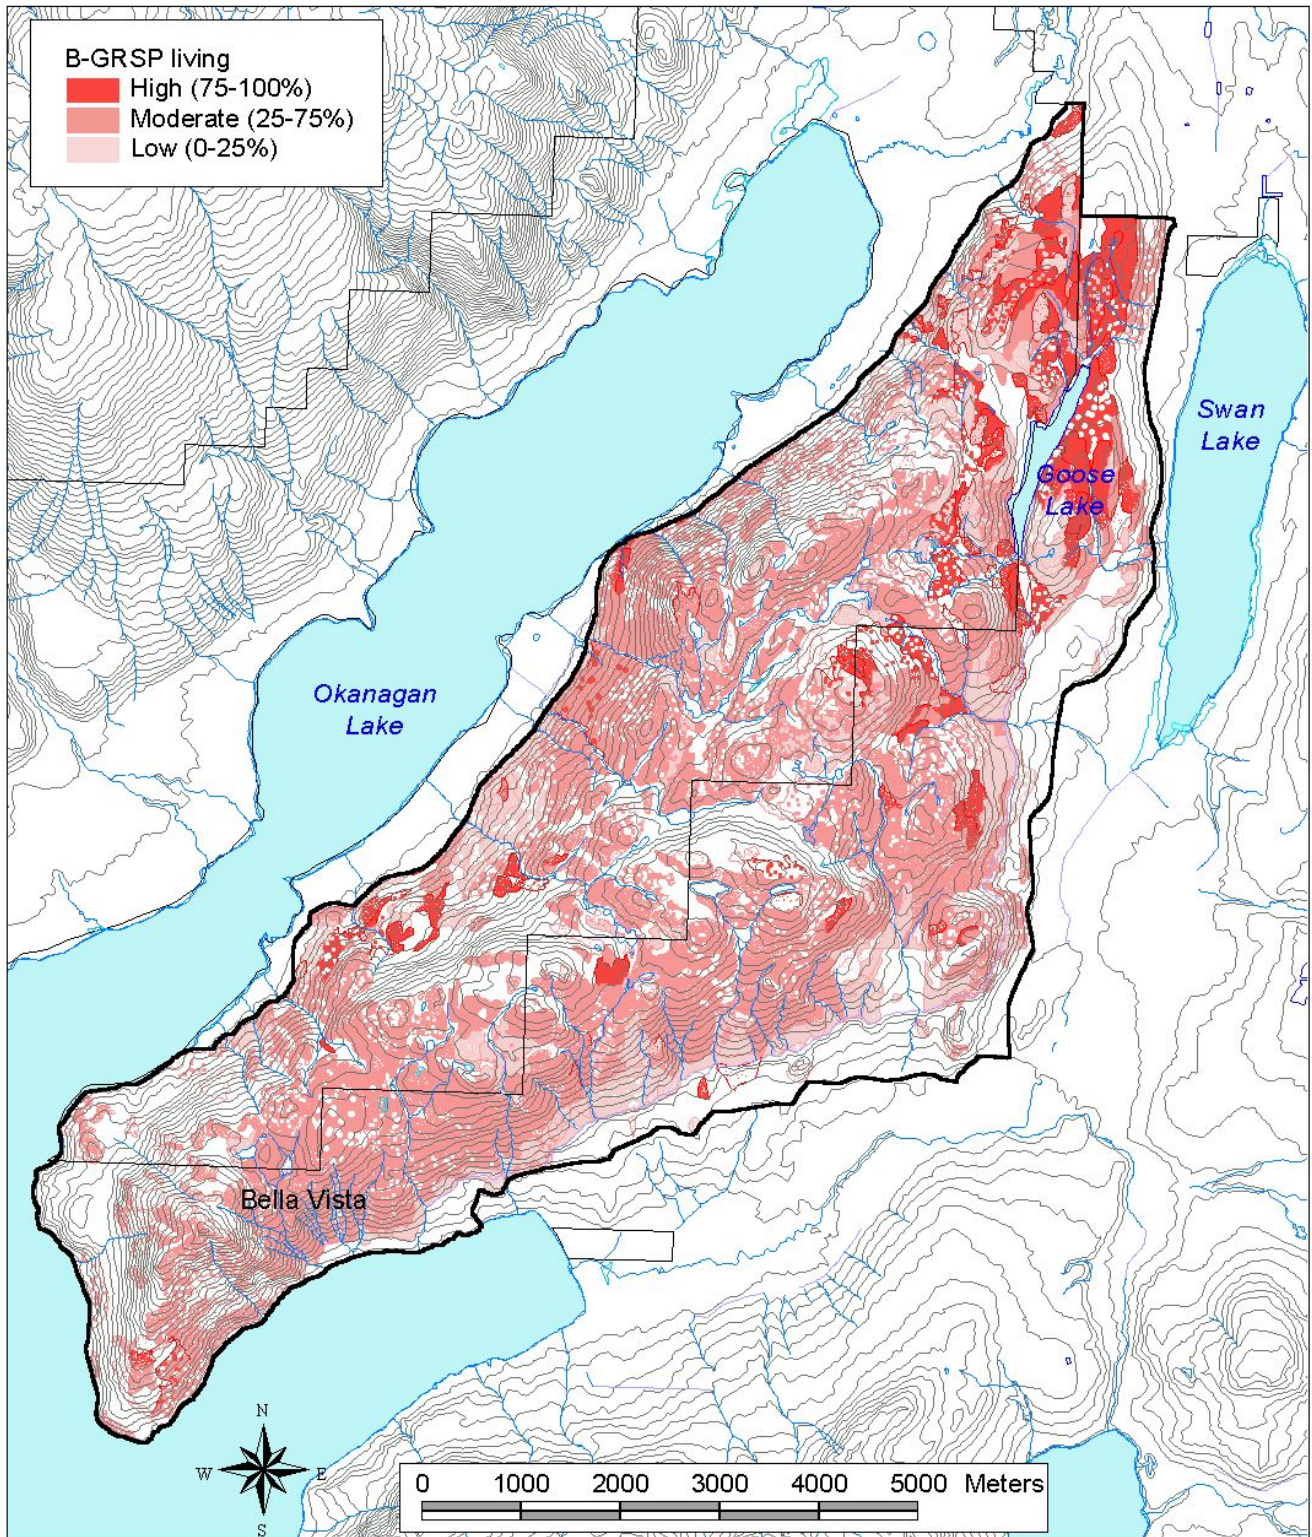 B-GRSP living
High (75-100%)
Moderate (25-75%)
Low (0-25%)
Swan
Lake
Goose
Lake
Okanagan
Lake
Bella Vista
N
W E
S
0 1000 2000 3000 4000 5000 Meters